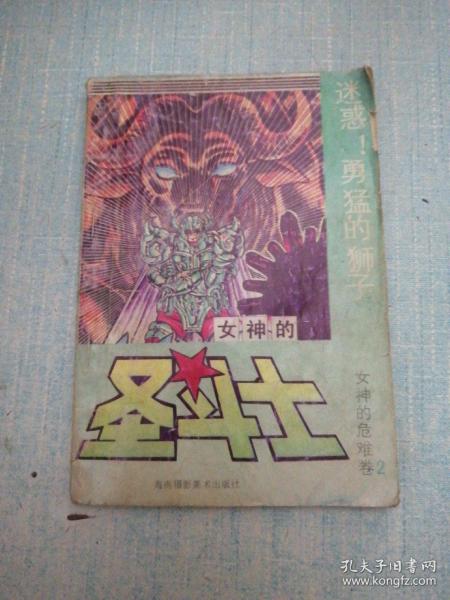 迷惑！勇猛的狮子
女神的
圣斗士
女神的危难卷2
海南摄影美术出版社
孔夫子旧书网
www.kongfz.com